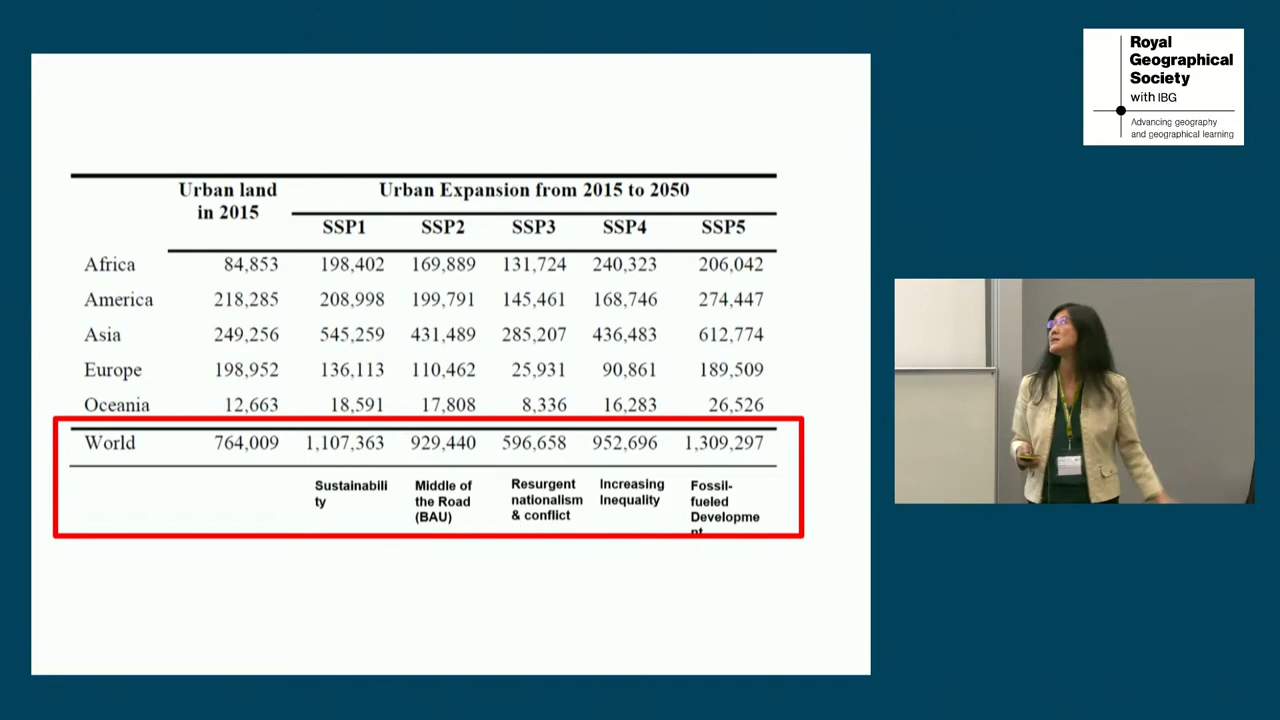 Royal
Geographical
Society
with IBG
Advancing geography
and geographical learning
Urban land
in 2015
Urban Expansion from 2015 to 2050
SSP1 SSP2 SSP3 SSP4 SSP5
Africa 84,853 198,402 169,889 131,724 240,323 206,042
America 218,285 208,998 199,791 145,461 168,746 274,447
Asia 249,256 545,259 431,489 285,207 436,483 612,774
Europe 198,952 136,113 110,462 25,931 90,861 189,509
Oceania 12,663 18,591 17,808 8,336 16,283 26,526
World 764,009 1,107,363 929,440 596,658 952,696 1,309,297
Sustainabili
ty
Middle of
the Road
(BAU)
Resurgent
nationalism
& conflict
Increasing
Inequality
Fossil-
fueled
Developme
nt